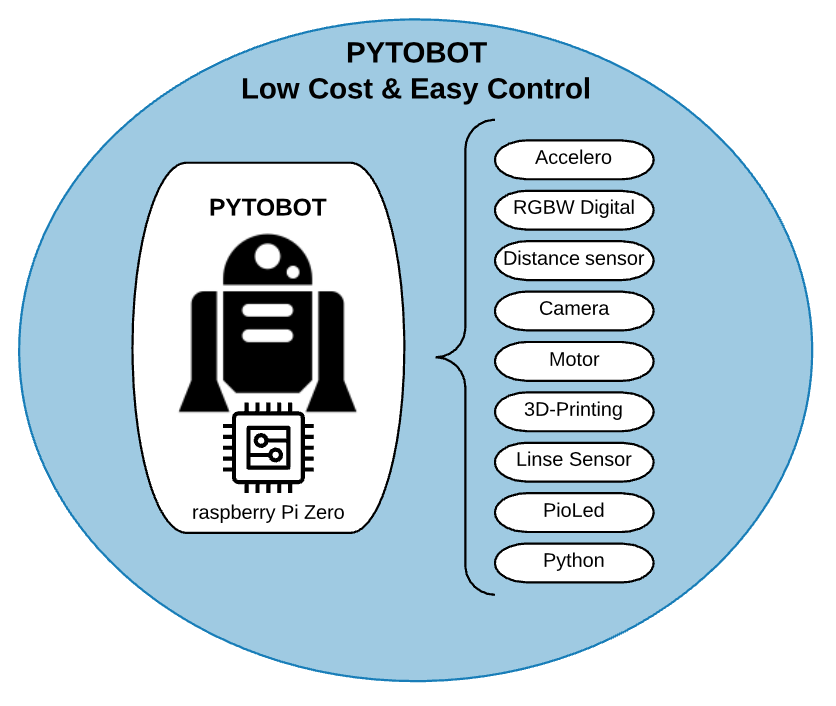 PYTOBOT
Low Cost & Easy Control
PYTOBOT
raspberry Pi Zero
Accelero
RGBW Digital
Distance sensor
Camera
Motor
3D-Printing
Linse Sensor
PioLed
Python